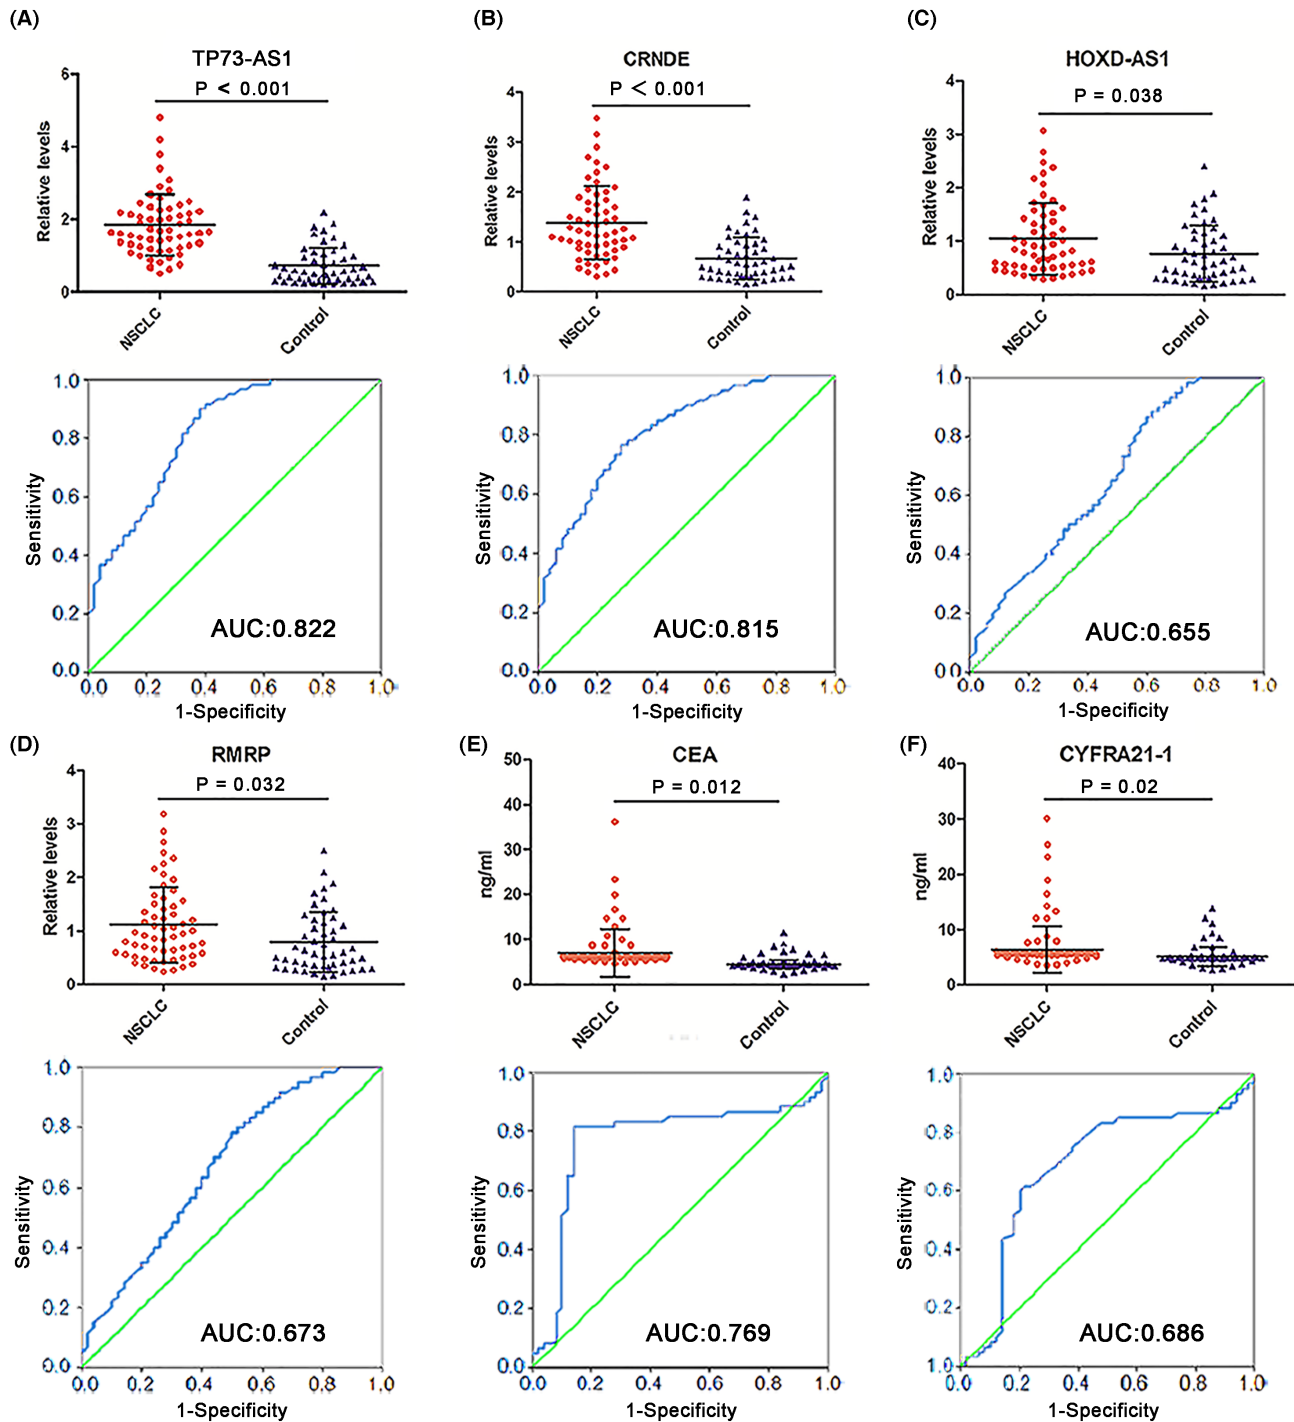 (A)
TP73-AS1
P < 0.001
Relative levels
6
4
2
0
NSCLC
Control
(B)
CRNDE
P < 0.001
Relative levels
4
3
2
1
0
NSCLC
Control
(C)
HOXD-AS1
P = 0.038
Relative levels
4
3
2
1
0
NSCLC
Control
Sensitivity
1.0
0.8
0.6
0.4
0.2
0.0
AUC:0.822
0.0 0.2 0.4 0.6 0.8 1.0
1-Specificity
Sensitivity
1.0
0.8
0.6
0.4
0.2
0.0
AUC:0.815
0.0 0.2 0.4 0.6 0.8 1.0
1-Specificity
Sensitivity
1.0
0.8
0.6
0.4
0.2
0.0
AUC:0.655
0.0 0.2 0.4 0.6 0.8 1.0
1-Specificity
(D)
RMRP
P = 0.032
Relative levels
4
3
2
1
0
NSCLC
Control
(E)
CEA
P = 0.012
ng/ml
50
40
30
20
10
0
NSCLC
Control
(F)
CYFRA21-1
P = 0.02
ng/ml
40
30
20
10
0
NSCLC
Control
Sensitivity
1.0
0.8
0.6
0.4
0.2
0.0
AUC:0.673
0.0 0.2 0.4 0.6 0.8 1.0
1-Specificity
Sensitivity
1.0
0.8
0.6
0.4
0.2
0.0
AUC:0.769
0.0 0.2 0.4 0.6 0.8 1.0
1-Specificity
Sensitivity
1.0
0.8
0.6
0.4
0.2
1.0
AUC:0.686
0.0 0.2 0.4 0.6 0.8 1.0
1-Specificity